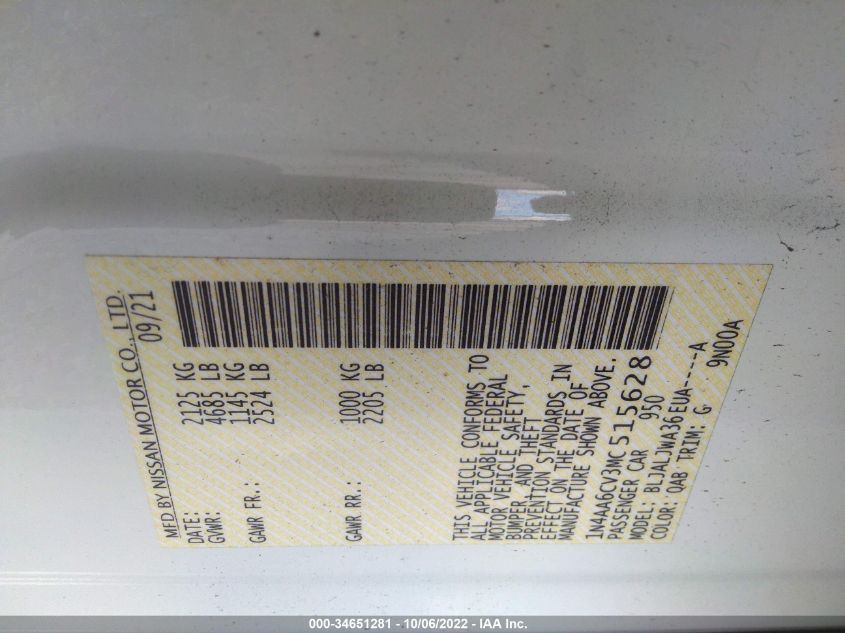 MFD BY NISSAN MOTOR CO., LTD.
DATE: 09/21
GVWR: 2125 KG
4685 LB
GAWR FR.: 1145 KG
2524 LB
GAWR RR.: 1000 KG
2205 LB
THIS VEHICLE CONFORMS TO
ALL APPLICABLE FEDERAL
MOTOR VEHICLE SAFETY,
BUMPER, AND THEFT
PREVENTION STANDARDS IN
EFFECT ON THE DATE OF
MANUFACTURE SHOWN ABOVE.
1N4AA6CV3MC515628
PASSENGER CAR 950
MODEL: BLJALJWA36EUA----A
COLOR: QAB TRIM: G 9N00A
000-34651281 - 10/06/2022 - IAA Inc.